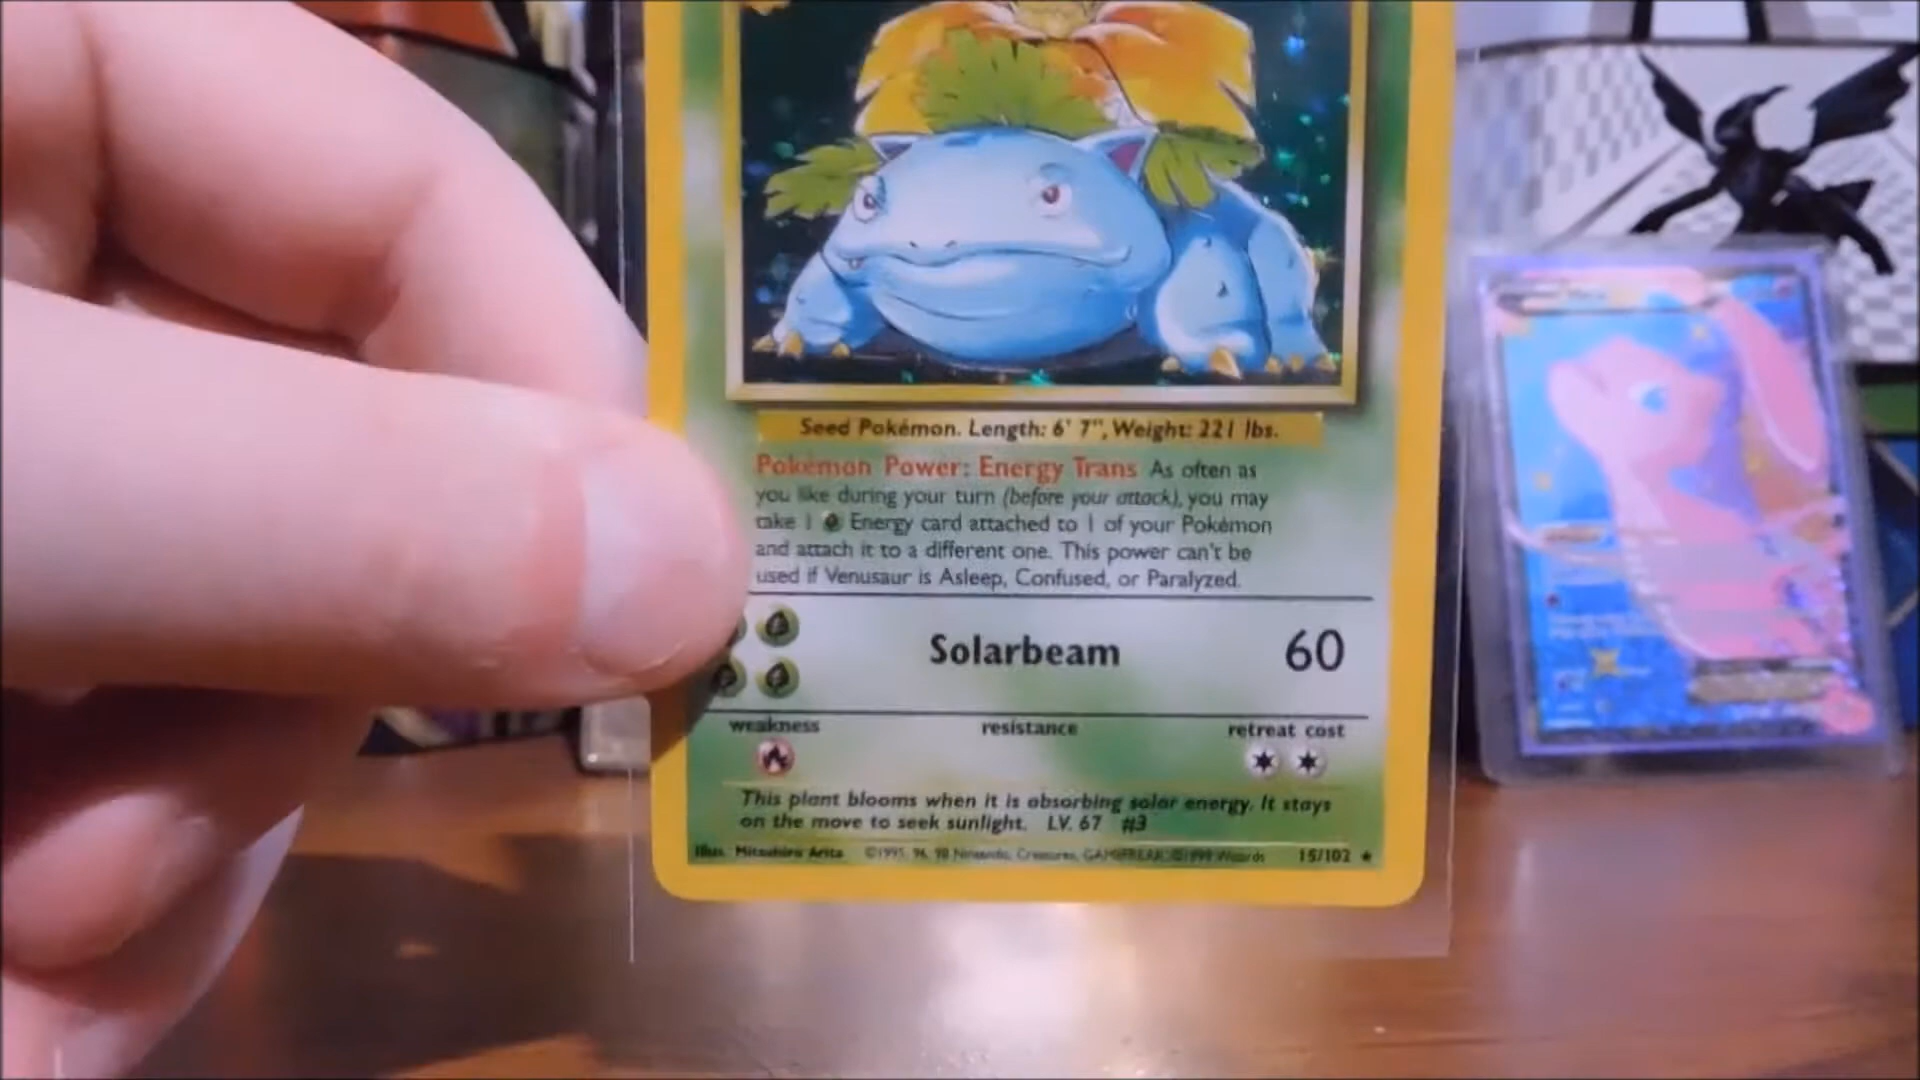 Seed Pokémon. Length: 6' 7", Weight: 221 lbs.
Pokémon Power: Energy Trans As often as
you like during your turn (before your attack), you may
take 1 Energy card attached to 1 of your Pokémon
and attach it to a different one. This power can't be
used if Venusaur is Asleep, Confused, or Paralyzed.
Solarbeam 60
weakness resistance retreat cost
This plant blooms when it is absorbing solar energy. It stays
on the move to seek sunlight. LV. 67 #3
Illus. Mitsuhiro Arita ©1995, 96, 98 Nintendo, Creatures, GAMEFREAK. ©1999 Wizards 15/102